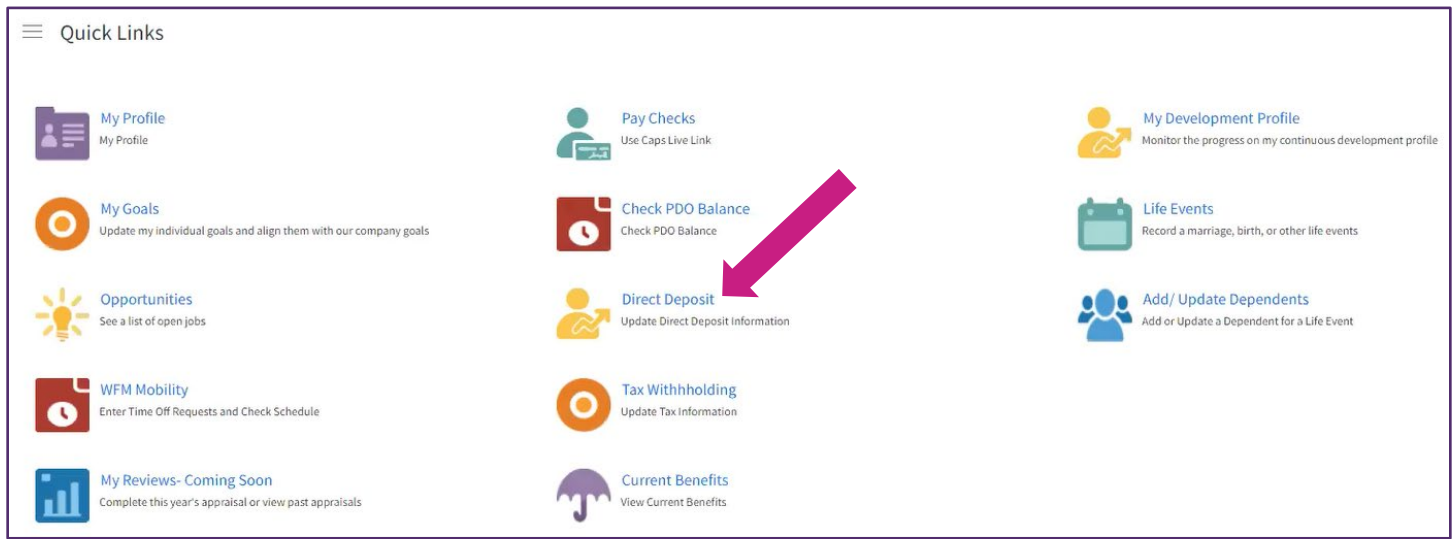 Quick Links
My Profile
My Profile
Pay Checks
Use Caps Live Link
My Development Profile
Monitor the progress on my continuous development profile
My Goals
Update my individual goals and align them with our company goals
Check PDO Balance
Check PDO Balance
Life Events
Record a marriage, birth, or other life events
Opportunities
See a list of open jobs
Direct Deposit
Update Direct Deposit Information
Add/ Update Dependents
Add or Update a Dependent for a Life Event
WFM Mobility
Enter Time Off Requests and Check Schedule
Tax Withhholding
Update Tax Information
My Reviews- Coming Soon
Complete this year's appraisal or view past appraisals
Current Benefits
View Current Benefits